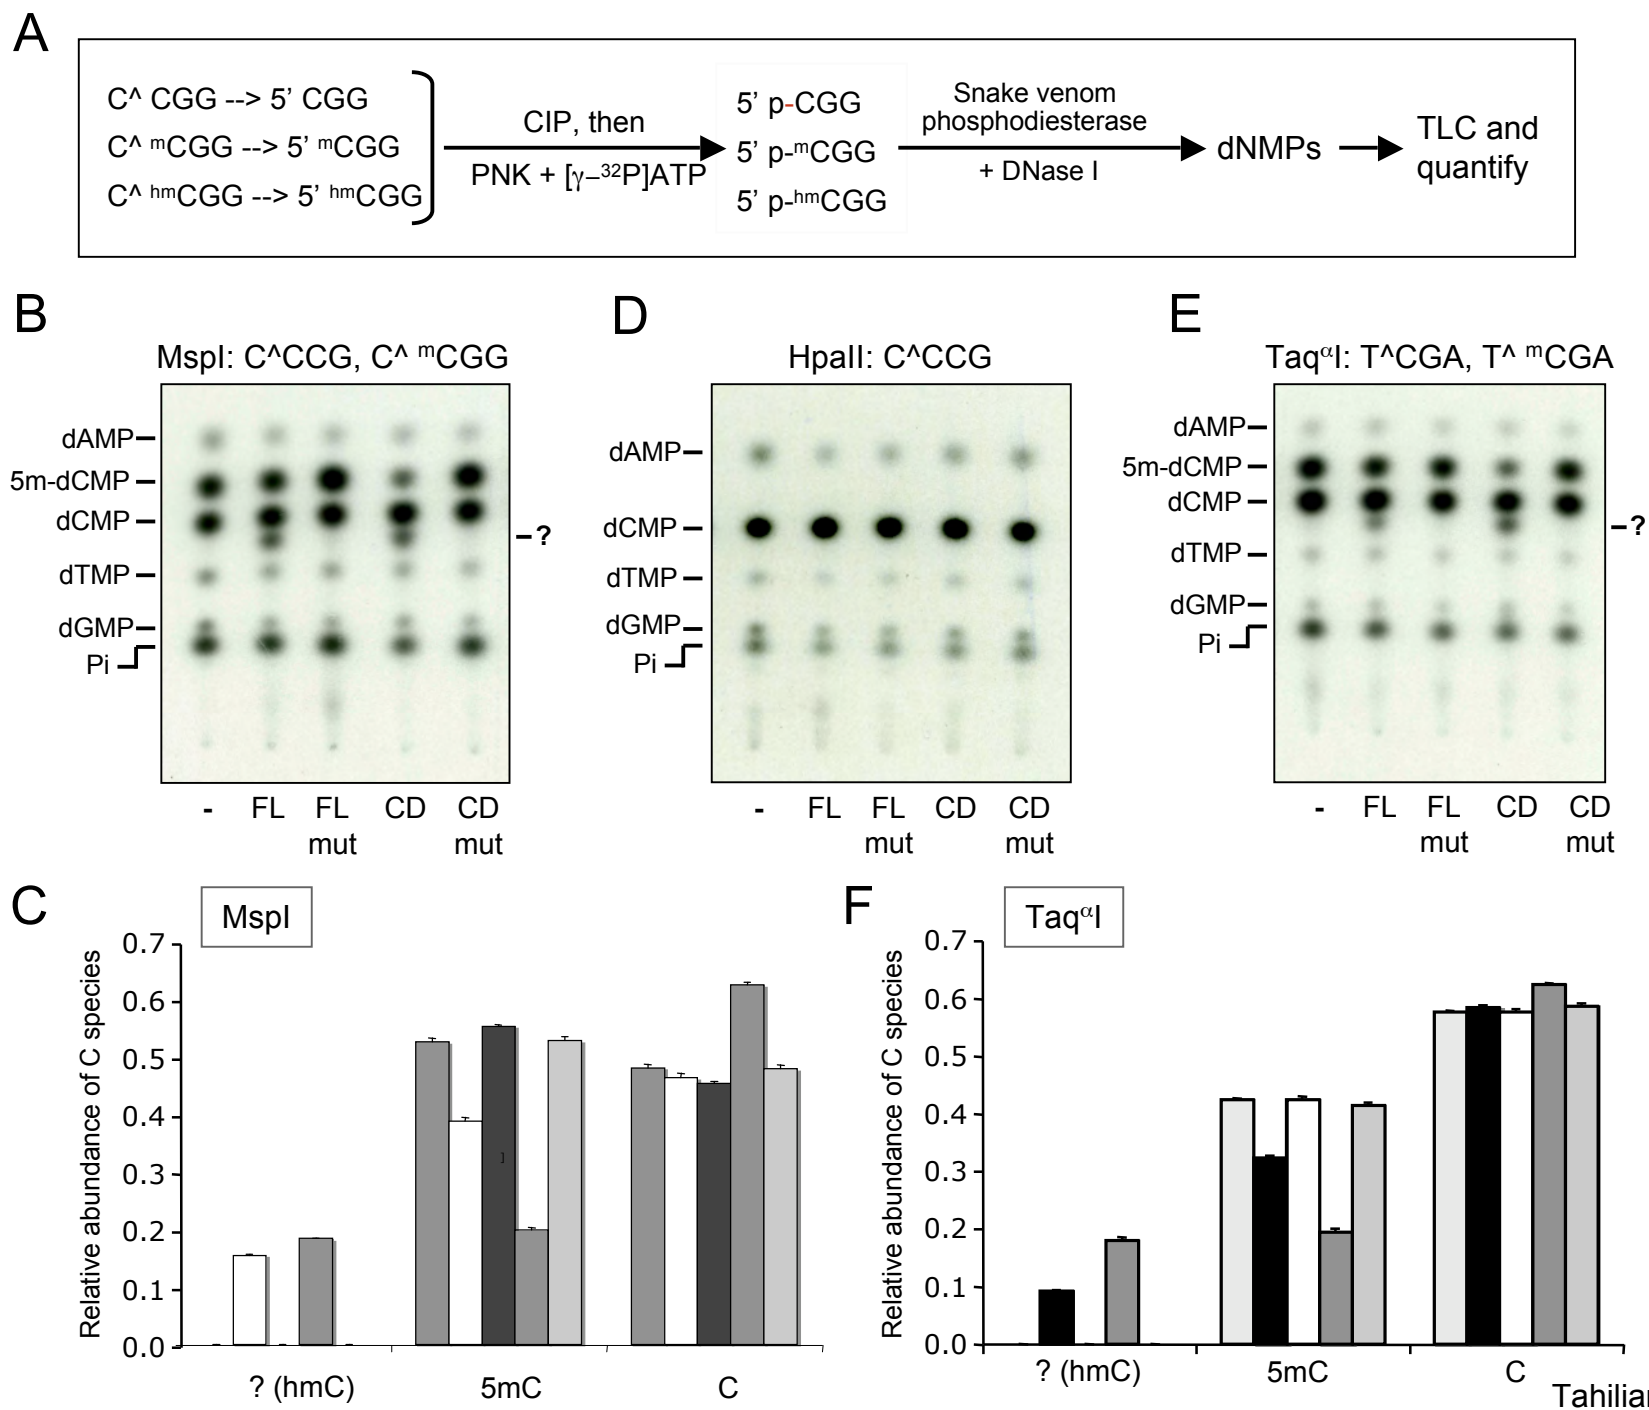 A
C^ CGG --> 5’ CGG
C^ ᵐCGG --> 5’ ᵐCGG
C^ ʰᵐCGG --> 5’ ʰᵐCGG
CIP, then
PNK + [γ–³²P]ATP
5’ p-CGG
5’ p-ᵐCGG
5’ p-ʰᵐCGG
Snake venom
phosphodiesterase
+ DNase I
dNMPs
TLC and
quantify
B
MspI: C^CCG, C^ ᵐCGG
dAMP
5m-dCMP
dCMP
dTMP
dGMP
Pi
?
- FL FL CD CD
mut mut
D
HpaII: C^CCG
dAMP
dCMP
dTMP
dGMP
Pi
- FL FL CD CD
mut mut
E
TaqᵅI: T^CGA, T^ ᵐCGA
dAMP
5m-dCMP
dCMP
dTMP
dGMP
Pi
?
- FL FL CD CD
mut mut
C
MspI
Relative abundance of C species
0.7
0.6
0.5
0.4
0.3
0.2
0.1
0.0
]
? (hmC) 5mC C
F
TaqᵅI
Relative abundance of C species
0.7
0.6
0.5
0.4
0.3
0.2
0.1
0.0
? (hmC) 5mC C